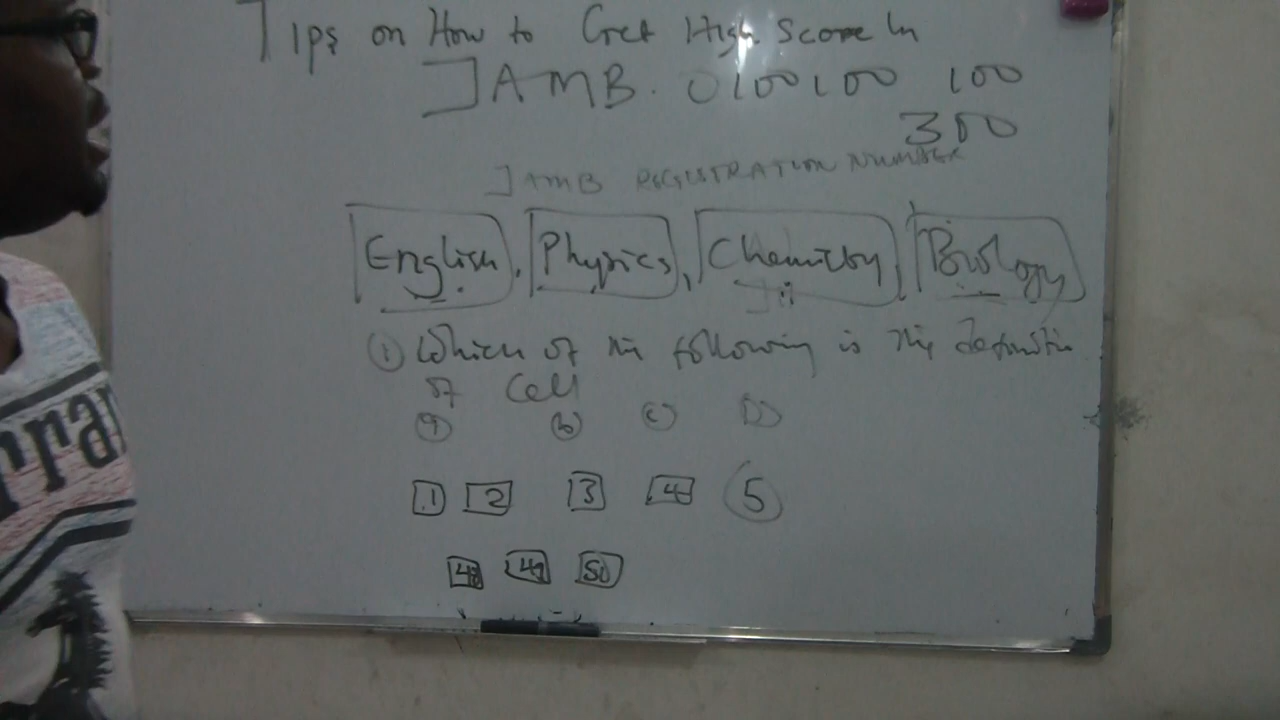 Tips on How to Get High Score In
JAMB. 0100100 100
300
JAMB REGISTRATION NUMBER
English, Physics, Chemistry, Biology
① Which of the following is the definition
of Cell
(a) (b) (c) D)
1 2 3 4 5
48 49 50
rra